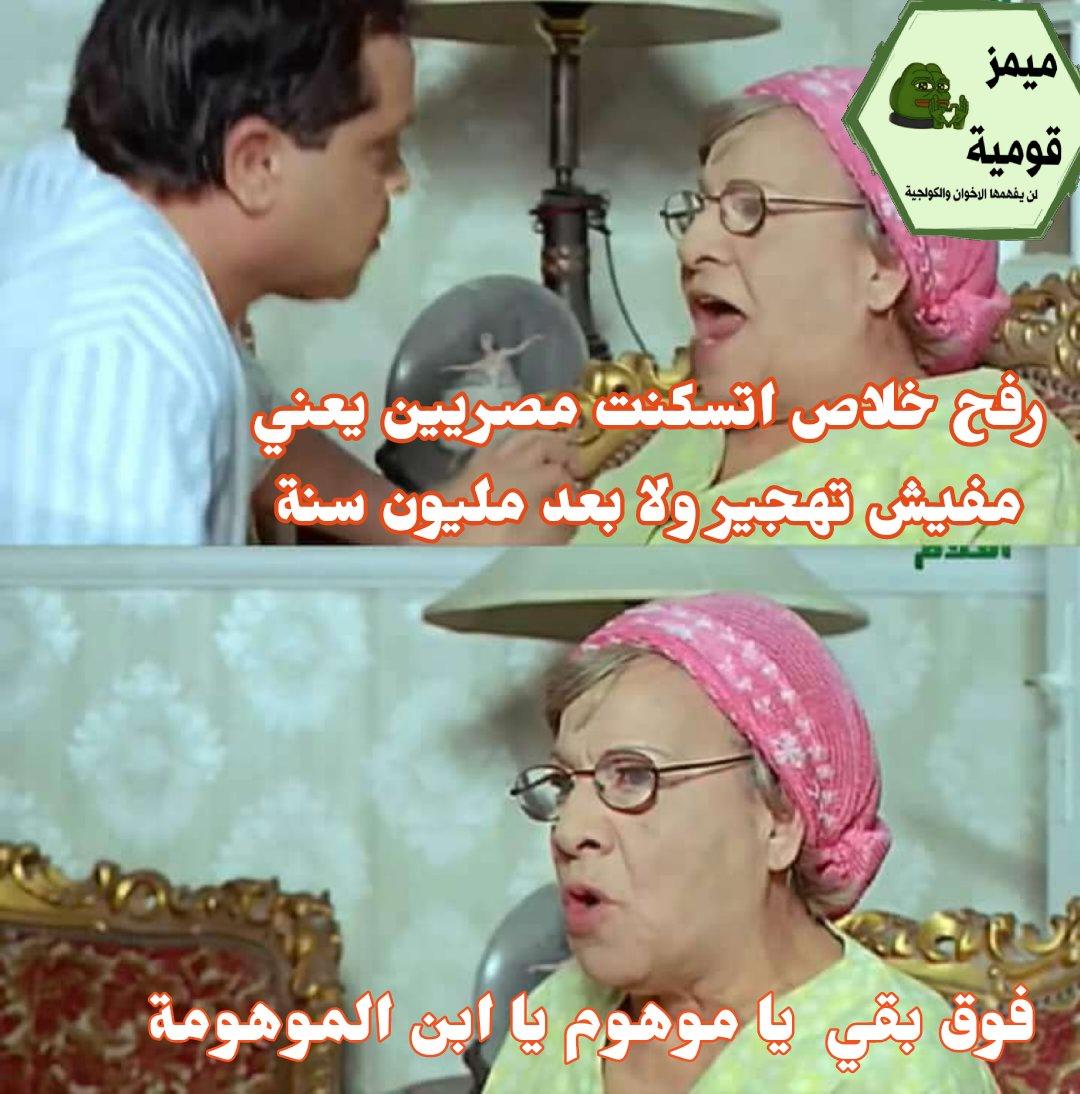 ميمز
قومية
لن يفهمها الاخوان والكولجية
رفح خلاص اتسكنت مصريين يعني
مفيش تهجير ولا بعد مليون سنة
فوق بقي يا موهوم يا ابن الموهومة